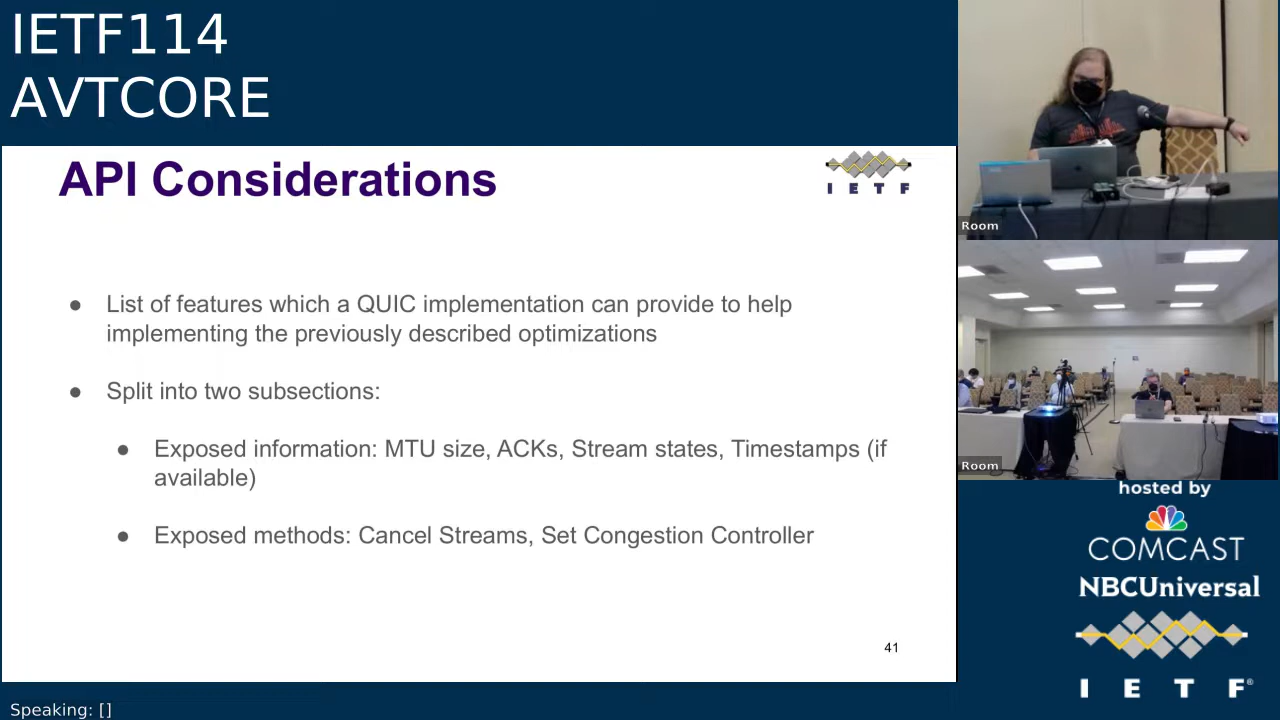 IETF114
AVTCORE
API Considerations
I E T F
● List of features which a QUIC implementation can provide to help
implementing the previously described optimizations
● Split into two subsections:
● Exposed information: MTU size, ACKs, Stream states, Timestamps (if
available)
● Exposed methods: Cancel Streams, Set Congestion Controller
41
Room
Room
hosted by
COMCAST
NBCUniversal
I E T F®
Speaking: []